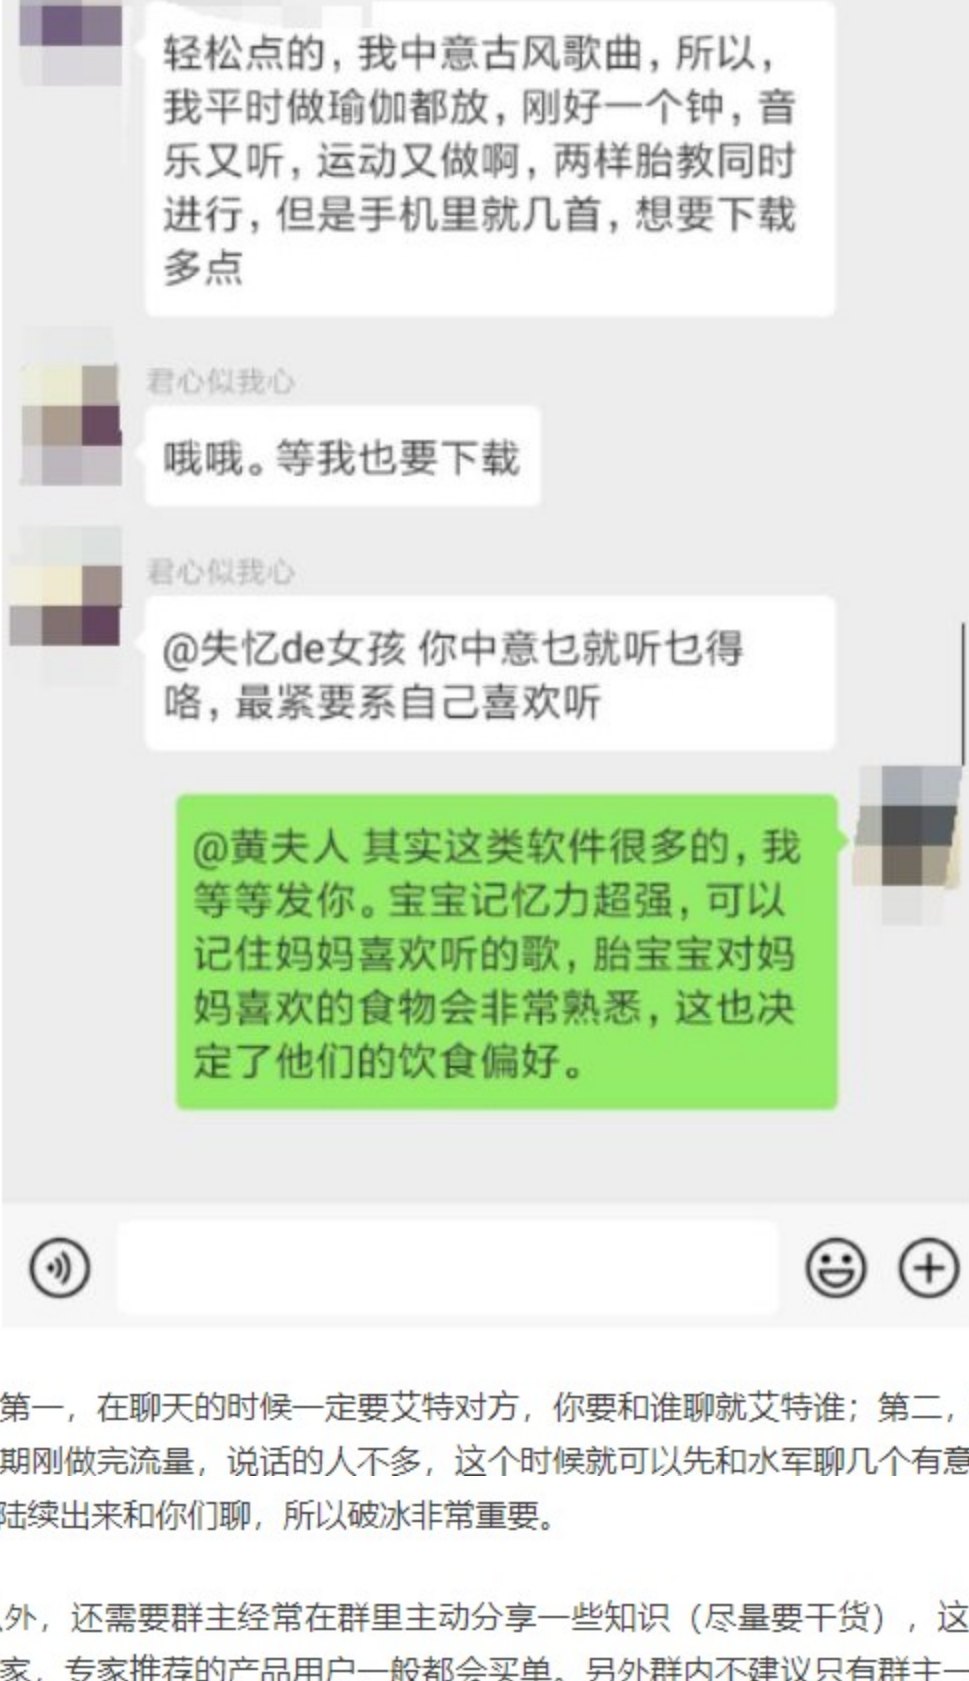 轻松点的，我中意古风歌曲，所以，
我平时做瑜伽都放，刚好一个钟，音
乐又听，运动又做啊，两样胎教同时
进行，但是手机里就几首，想要下载
多点
君心似我心
哦哦。等我也要下载
君心似我心
@失忆de女孩 你中意乜就听乜得
咯，最紧要系自己喜欢听
@黄夫人 其实这类软件很多的，我
等等发你。宝宝记忆力超强，可以
记住妈妈喜欢听的歌，胎宝宝对妈
妈喜欢的食物会非常熟悉，这也决
定了他们的饮食偏好。
第一，在聊天的时候一定要艾特对方，你要和谁聊就艾特谁；第二，
期刚做完流量，说话的人不多，这个时候就可以先和水军聊几个有意
陆续出来和你们聊，所以破冰非常重要。
外，还需要群主经常在群里主动分享一些知识（尽量要干货），这
家，专家推荐的产品用户一般都会买单。另外群内不建议只有群主一